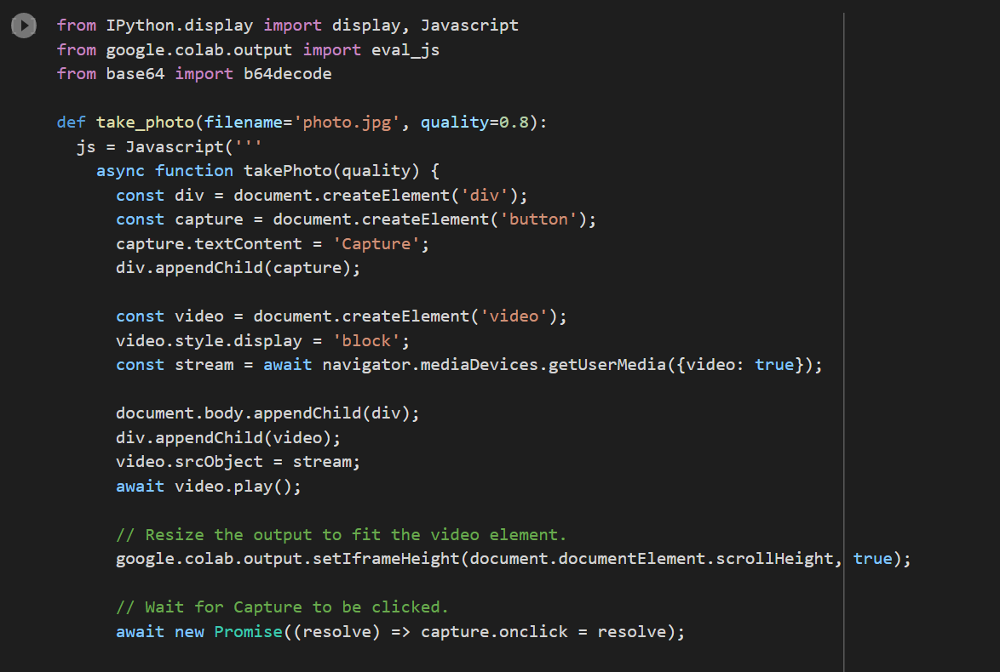 from IPython.display import display, Javascript
from google.colab.output import eval_js
from base64 import b64decode

def take_photo(filename='photo.jpg', quality=0.8):
  js = Javascript('''
    async function takePhoto(quality) {
      const div = document.createElement('div');
      const capture = document.createElement('button');
      capture.textContent = 'Capture';
      div.appendChild(capture);

      const video = document.createElement('video');
      video.style.display = 'block';
      const stream = await navigator.mediaDevices.getUserMedia({video: true});

      document.body.appendChild(div);
      div.appendChild(video);
      video.srcObject = stream;
      await video.play();

      // Resize the output to fit the video element.
      google.colab.output.setIframeHeight(document.documentElement.scrollHeight, true);

      // Wait for Capture to be clicked.
      await new Promise((resolve) => capture.onclick = resolve);